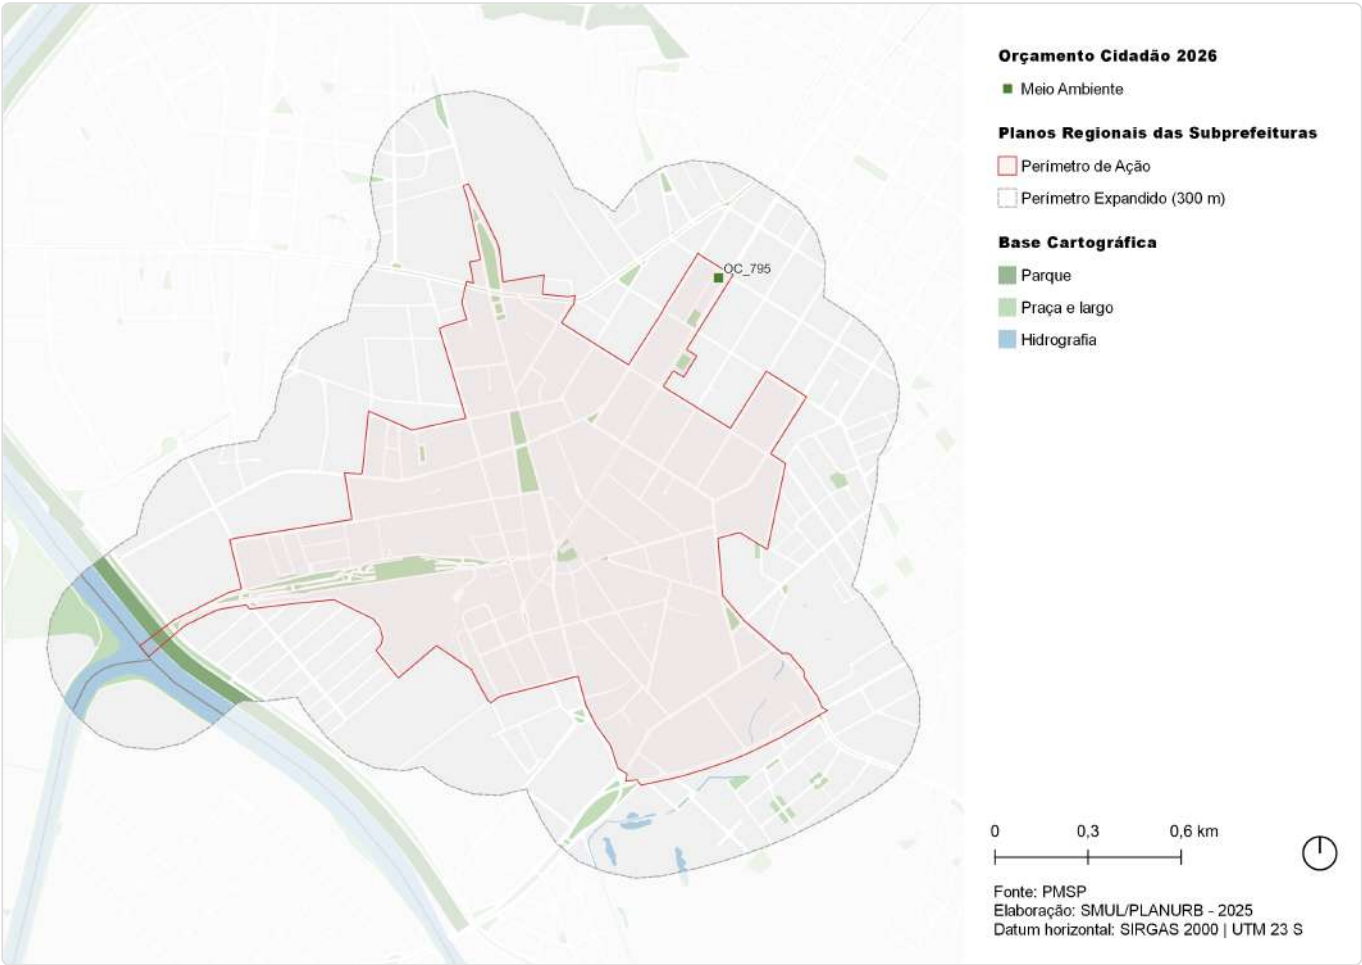 Orçamento Cidadão 2026
Meio Ambiente
Planos Regionais das Subprefeituras
Perímetro de Ação
Perímetro Expandido (300 m)
Base Cartográfica
Parque
Praça e largo
Hidrografia
OC_795
0 0,3 0,6 km
Fonte: PMSP
Elaboração: SMUL/PLANURB - 2025
Datum horizontal: SIRGAS 2000 | UTM 23 S